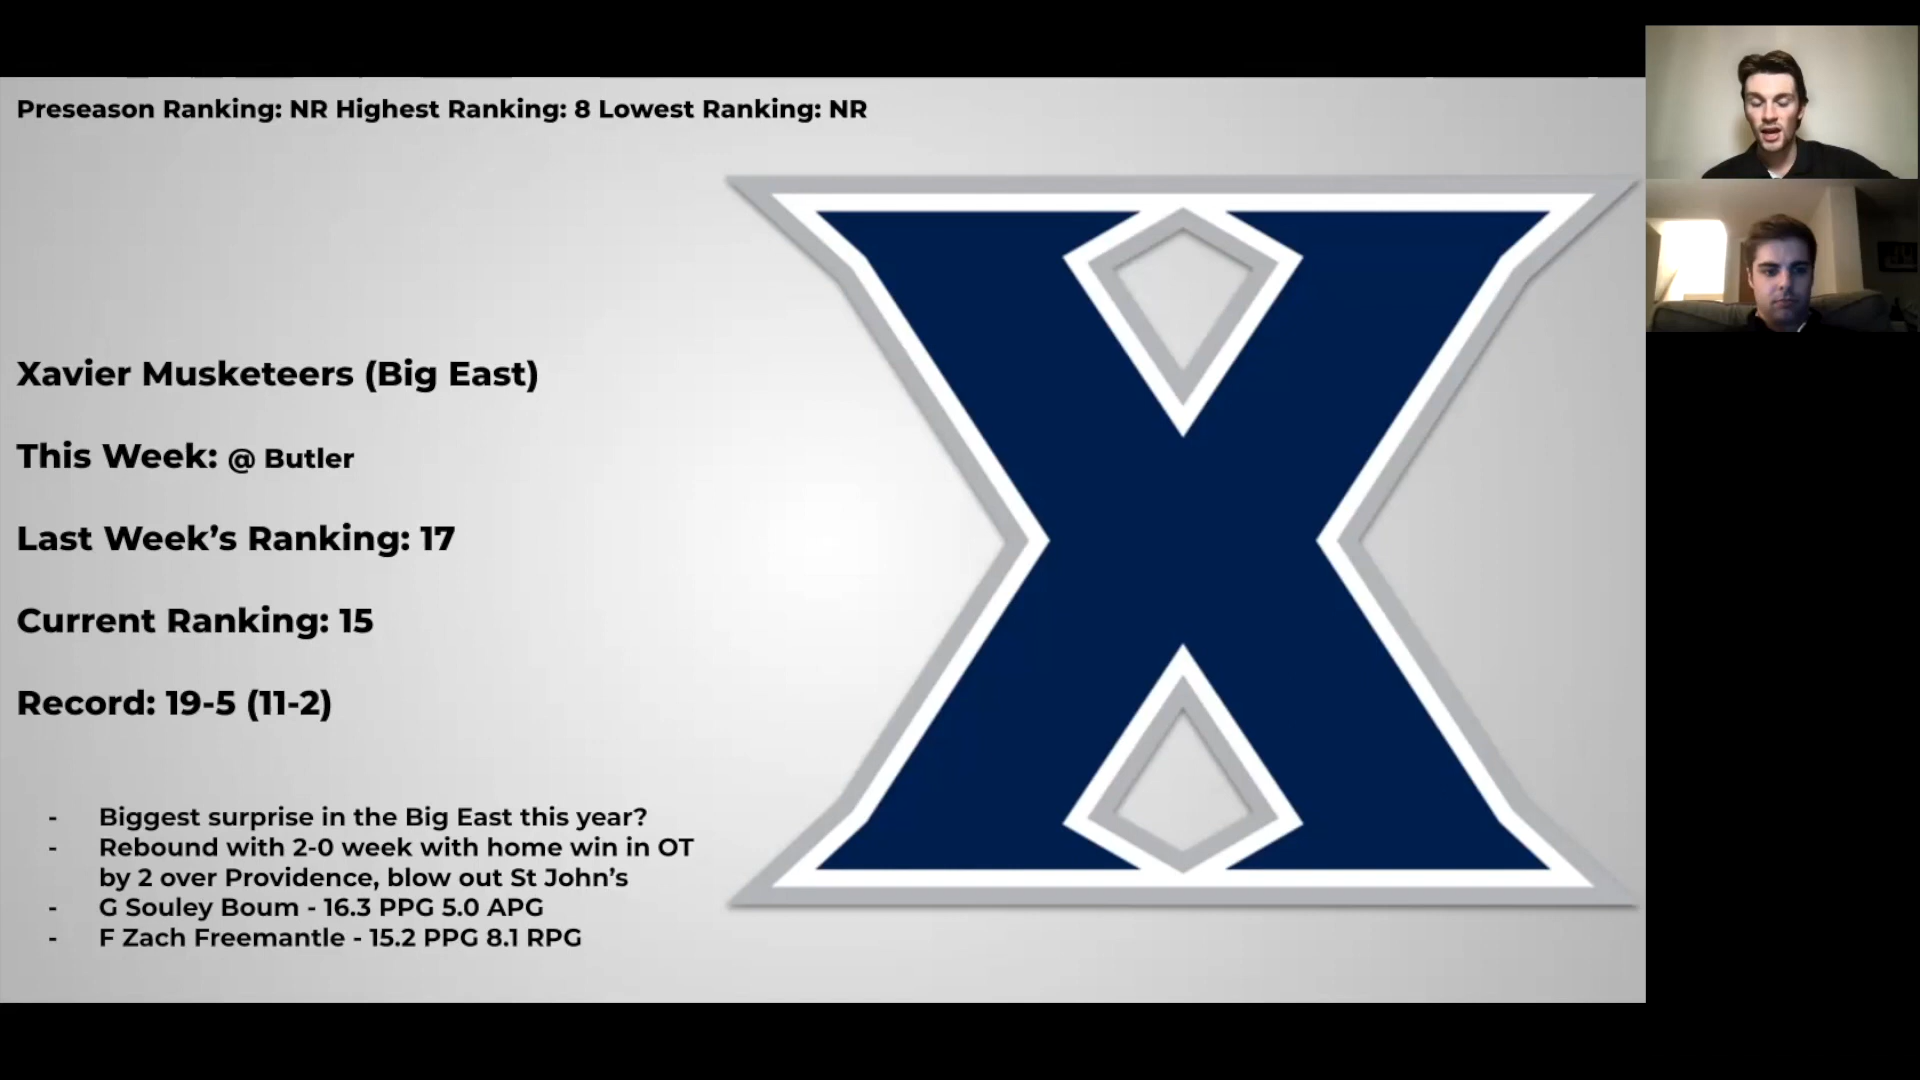 Preseason Ranking: NR Highest Ranking: 8 Lowest Ranking: NR
Xavier Musketeers (Big East)
This Week: @ Butler
Last Week’s Ranking: 17
Current Ranking: 15
Record: 19-5 (11-2)
- Biggest surprise in the Big East this year?
- Rebound with 2-0 week with home win in OT
by 2 over Providence, blow out St John’s
- G Souley Boum - 16.3 PPG 5.0 APG
- F Zach Freemantle - 15.2 PPG 8.1 RPG
X